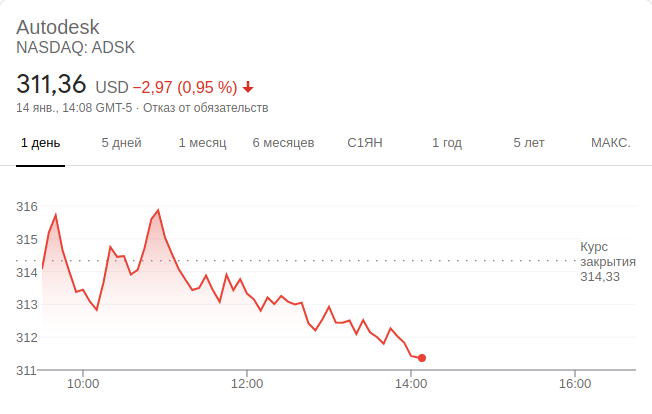 Autodesk
NASDAQ: ADSK
311,36 USD −2,97 (0,95 %)
14 янв., 14:08 GMT-5 · Отказ от обязательств
1 день 5 дней 1 месяц 6 месяцев С1ЯН 1 год 5 лет МАКС.
316
315
314
313
312
311
Курс
закрытия
314,33
10:00 12:00 14:00 16:00